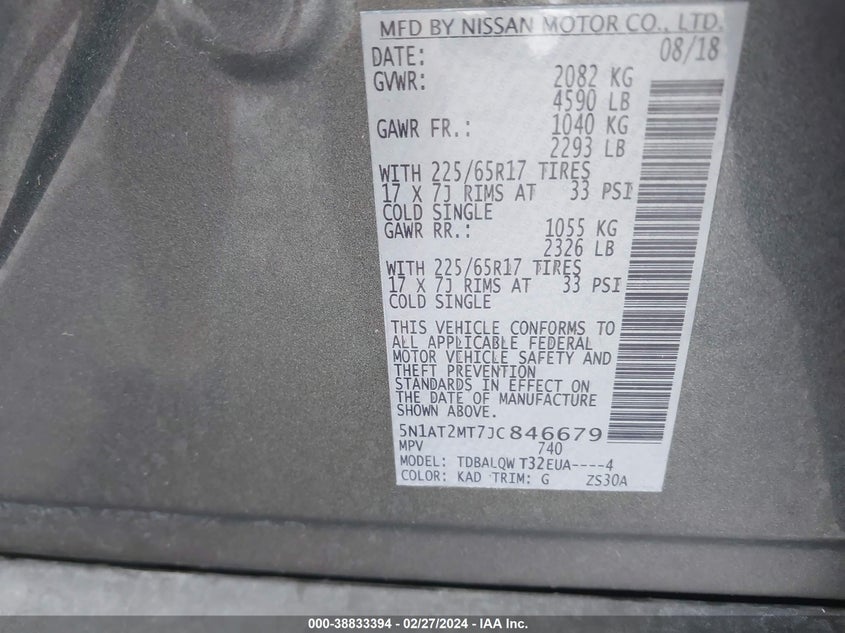 MFD BY NISSAN MOTOR CO., LTD.
DATE: 08/18
GVWR: 2082 KG
4590 LB
GAWR FR.: 1040 KG
2293 LB
WITH 225/65R17 TIRES
17 X 7J RIMS AT 33 PSI
COLD SINGLE
GAWR RR.: 1055 KG
2326 LB
WITH 225/65R17 TIRES
17 X 7J RIMS AT 33 PSI
COLD SINGLE
THIS VEHICLE CONFORMS TO
ALL APPLICABLE FEDERAL
MOTOR VEHICLE SAFETY AND
THEFT PREVENTION
STANDARDS IN EFFECT ON
THE DATE OF MANUFACTURE
SHOWN ABOVE.
5N1AT2MT7JC846679
MPV 740
MODEL: TDBALQW T32EUA----4
COLOR: KAD TRIM: G ZS30A
000-38833394 - 02/27/2024 - IAA Inc.